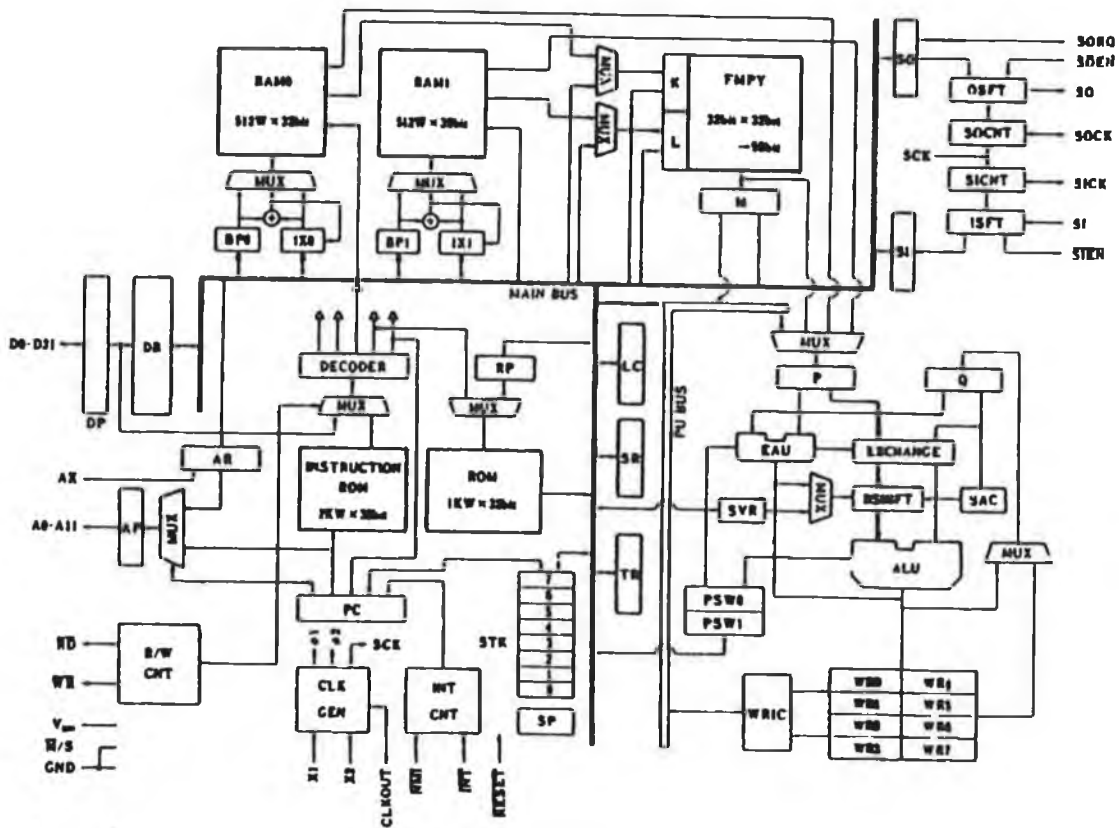 RAM0
512W × 32bit
RAM1
512W × 32bit
MUX
MUX
K
L
FMPY
32bit × 32bit
→55bit
M
SO
SORQ
SOEN
SO
OSFT
SOCNT
SOCK
SCK
SICNT
SICK
SI
ISFT
SI
SIEN
MUX
MUX
BP0
IX0
BP1
IX1
MAIN BUS
D0-D31
DP
DB
DECODER
MUX
RP
MUX
LC
SR
TR
PU BUS
MUX
P
Q
EAU
EXCHANGE
MUX
BSHIFT
SAC
SVR
ALU
MUX
AR
AX
A0-A11
AP
MUX
INSTRUCTION
ROM
2KW × 32bit
ROM
1KW × 32bit
PC
STK
7
6
5
4
3
2
1
0
SP
PSW0
PSW1
RD
WR
R/W
CNT
φ1
φ2
SCK
CLK
GEN
INT
CNT
X1
X2
CLKOUT
NMI
INT
RESET
M/S
GND
WRIC
WR0
WR5
WR6
WR7